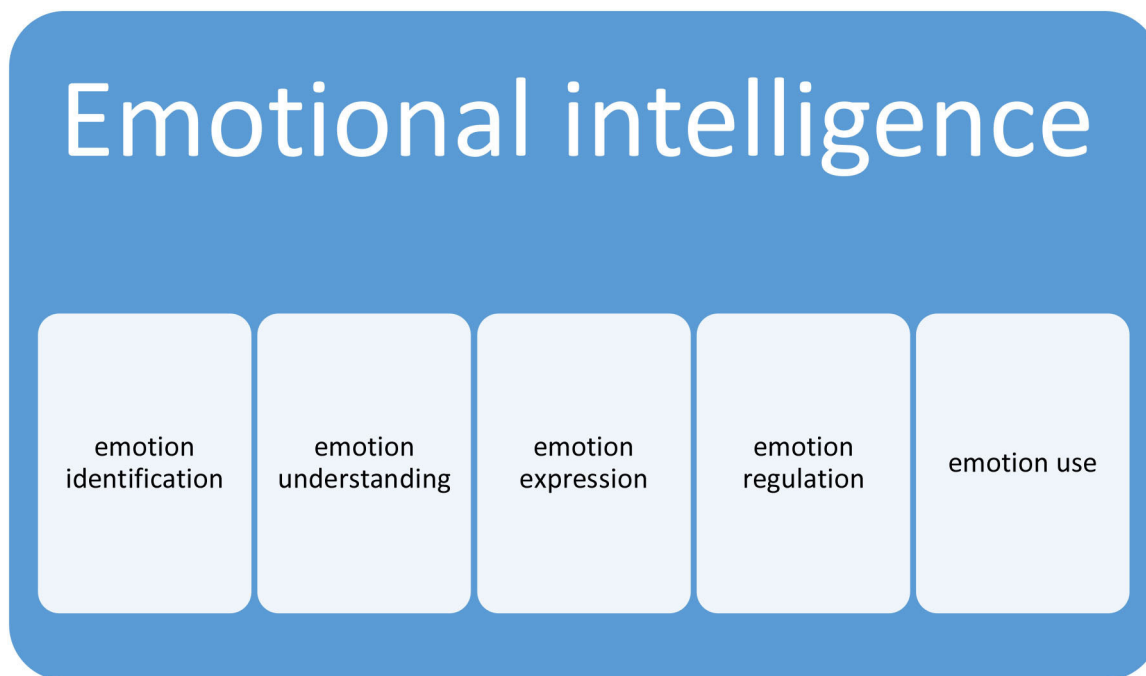 Emotional intelligence
emotion
identification
emotion
understanding
emotion
expression
emotion
regulation
emotion use